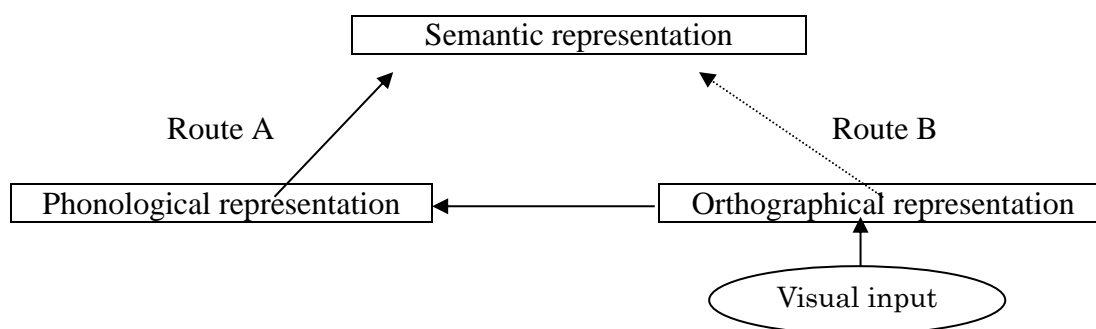 Semantic representation
Route A
Route B
Phonological representation
Orthographical representation
Visual input